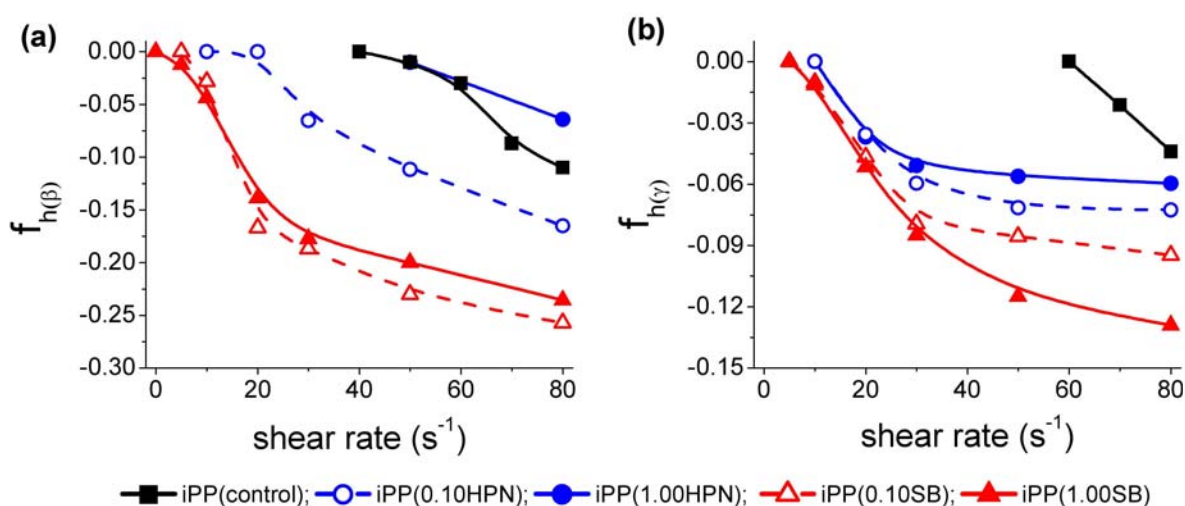 (a)
0.00
-0.05
-0.10
-0.15
-0.20
-0.25
-0.30
f h(β)
0 20 40 60 80
shear rate (s⁻¹)
(b)
0.00
-0.03
-0.06
-0.09
-0.12
-0.15
f h(γ)
0 20 40 60 80
shear rate (s⁻¹)
iPP(control); iPP(0.10HPN); iPP(1.00HPN); iPP(0.10SB); iPP(1.00SB)